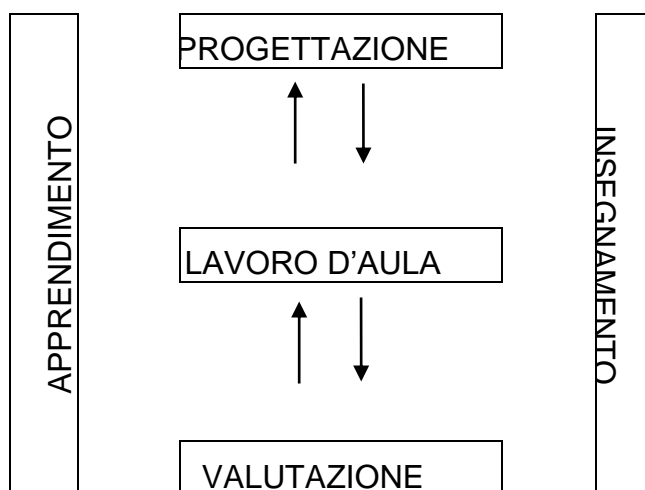 PROGETTAZIONE
APPRENDIMENTO
INSEGNAMENTO
LAVORO D’AULA
VALUTAZIONE